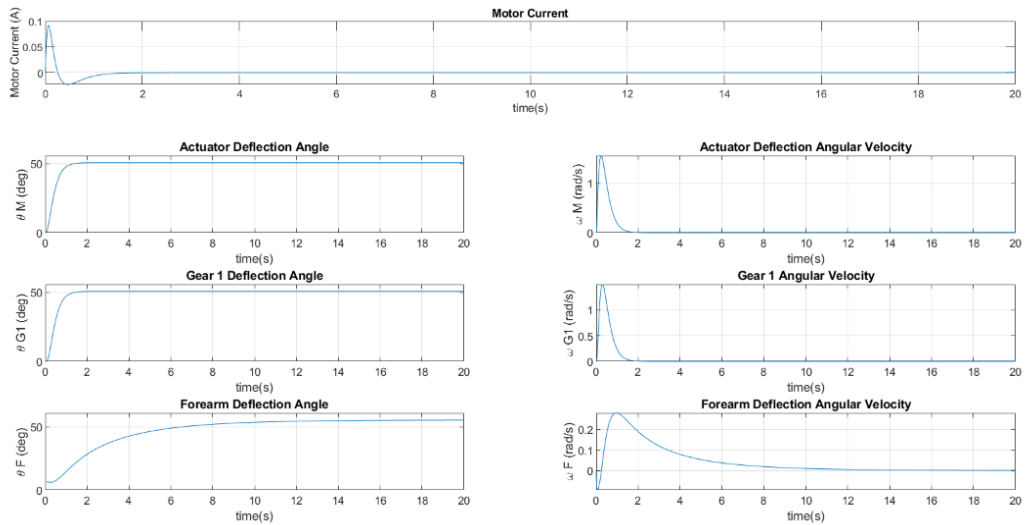 Motor Current
Motor Current (A)
0.1
0.05
0
0 2 4 6 8 10 12 14 16 18 20
time(s)
Actuator Deflection Angle
θ M (deg)
50
0
0 2 4 6 8 10 12 14 16 18 20
time(s)
Actuator Deflection Angular Velocity
ω M (rad/s)
1
0
0 2 4 6 8 10 12 14 16 18 20
time(s)
Gear 1 Deflection Angle
θ G1 (deg)
50
0
0 2 4 6 8 10 12 14 16 18 20
time(s)
Gear 1 Angular Velocity
ω G1 (rad/s)
1
0.5
0
0 2 4 6 8 10 12 14 16 18 20
time(s)
Forearm Deflection Angle
θ F (deg)
50
0
0 2 4 6 8 10 12 14 16 18 20
time(s)
Forearm Deflection Angular Velocity
ω F (rad/s)
0.2
0.1
0
0 2 4 6 8 10 12 14 16 18 20
time(s)